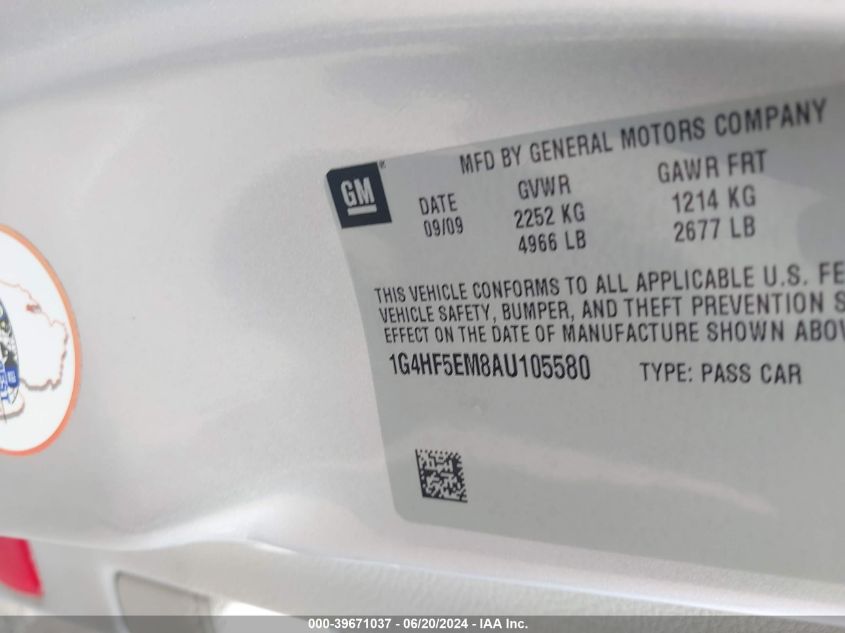 MFD BY GENERAL MOTORS COMPANY
GM
DATE GVWR GAWR FRT
09/09 2252 KG 1214 KG
4966 LB 2677 LB
THIS VEHICLE CONFORMS TO ALL APPLICABLE U.S. FE
VEHICLE SAFETY, BUMPER, AND THEFT PREVENTION S
EFFECT ON THE DATE OF MANUFACTURE SHOWN ABOV
1G4HF5EM8AU105580 TYPE: PASS CAR
000-39671037 - 06/20/2024 - IAA Inc.